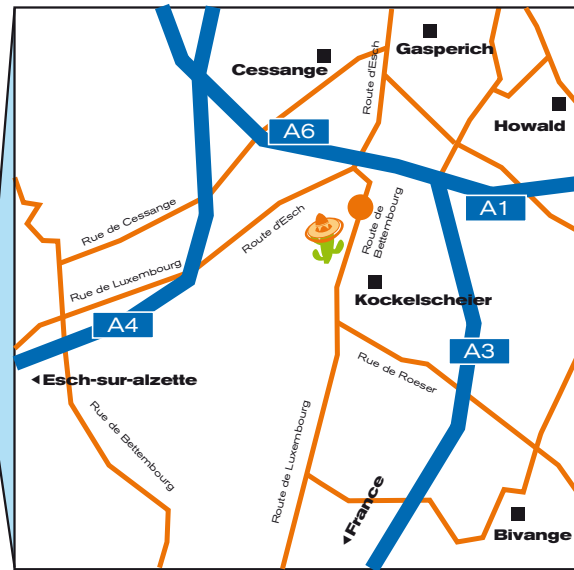 Gasperich
Cessange
Route d'Esch
Howald
A6
A1
Rue de Cessange
Route d'Esch
Route de
Bettembourg
Rue de Luxembourg
Kockelscheier
A4
A3
Rue de Roeser
Esch-sur-alzette
Rue de Bettembourg
Route de Luxembourg
France
Bivange